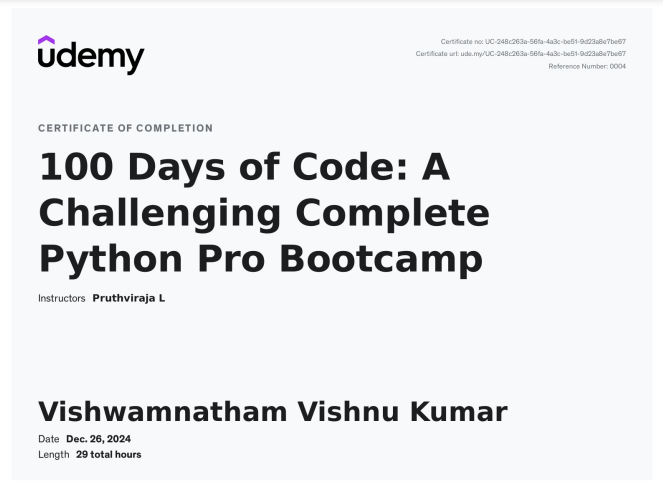 udemy
Certificate no: UC-248c263a-56fa-4a3c-be51-9d23a8e7be67
Certificate url: ude.my/UC-248c263a-56fa-4a3c-be51-9d23a8e7be67
Reference Number: 0004
CERTIFICATE OF COMPLETION
100 Days of Code: A
Challenging Complete
Python Pro Bootcamp
Instructors Pruthviraja L
Vishwamnatham Vishnu Kumar
Date Dec. 26, 2024
Length 29 total hours